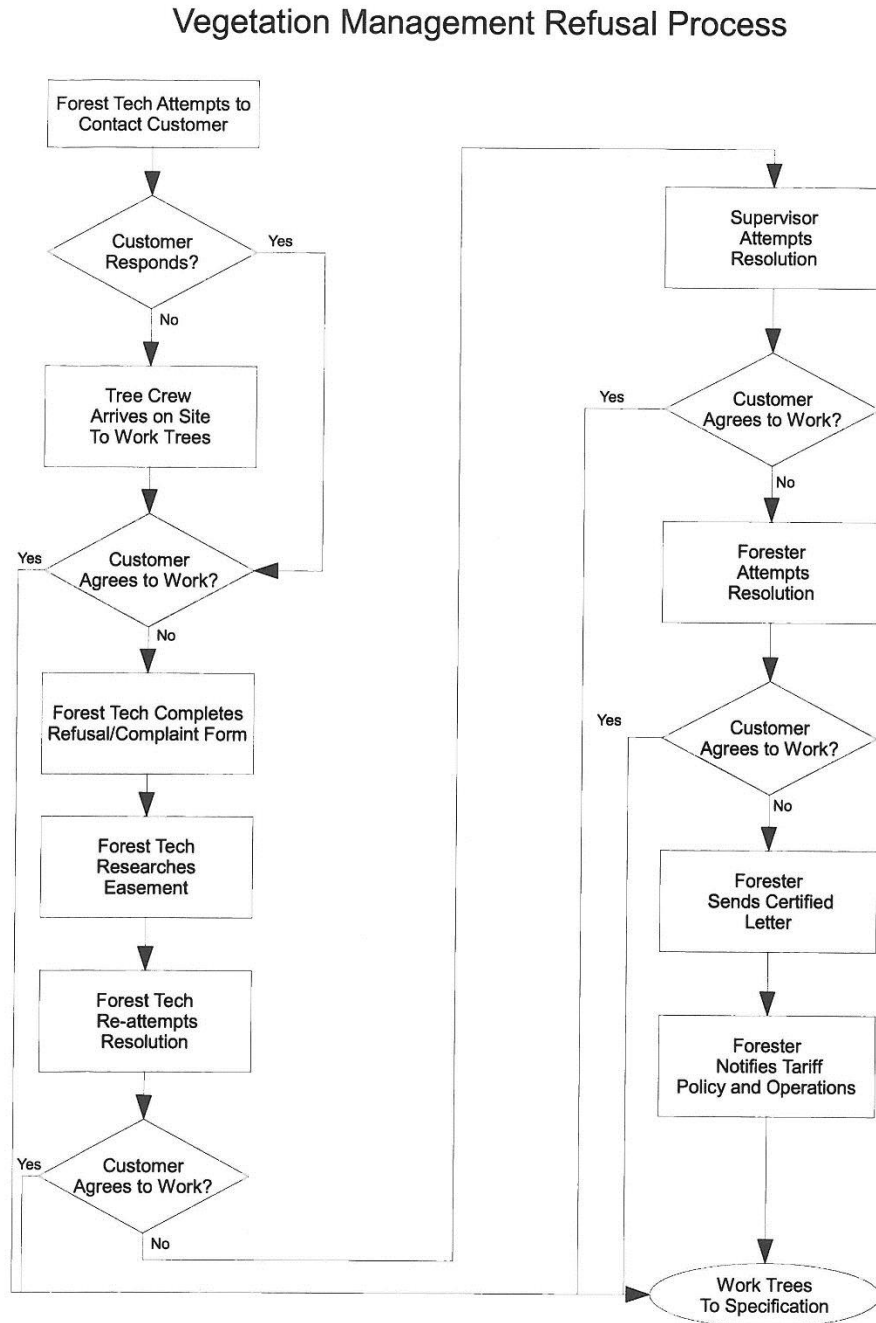 Vegetation Management Refusal Process
Forest Tech Attempts to
Contact Customer
Customer
Responds?
Yes
No
Tree Crew
Arrives on Site
To Work Trees
Yes
Customer
Agrees to Work?
No
Forest Tech Completes
Refusal/Complaint Form
Forest Tech
Researches
Easement
Forest Tech
Re-attempts
Resolution
Yes
Customer
Agrees to Work?
No
Supervisor
Attempts
Resolution
Yes
Customer
Agrees to Work?
No
Forester
Attempts
Resolution
Yes
Customer
Agrees to Work?
No
Forester
Sends Certified
Letter
Forester
Notifies Tariff
Policy and Operations
Work Trees
To Specification